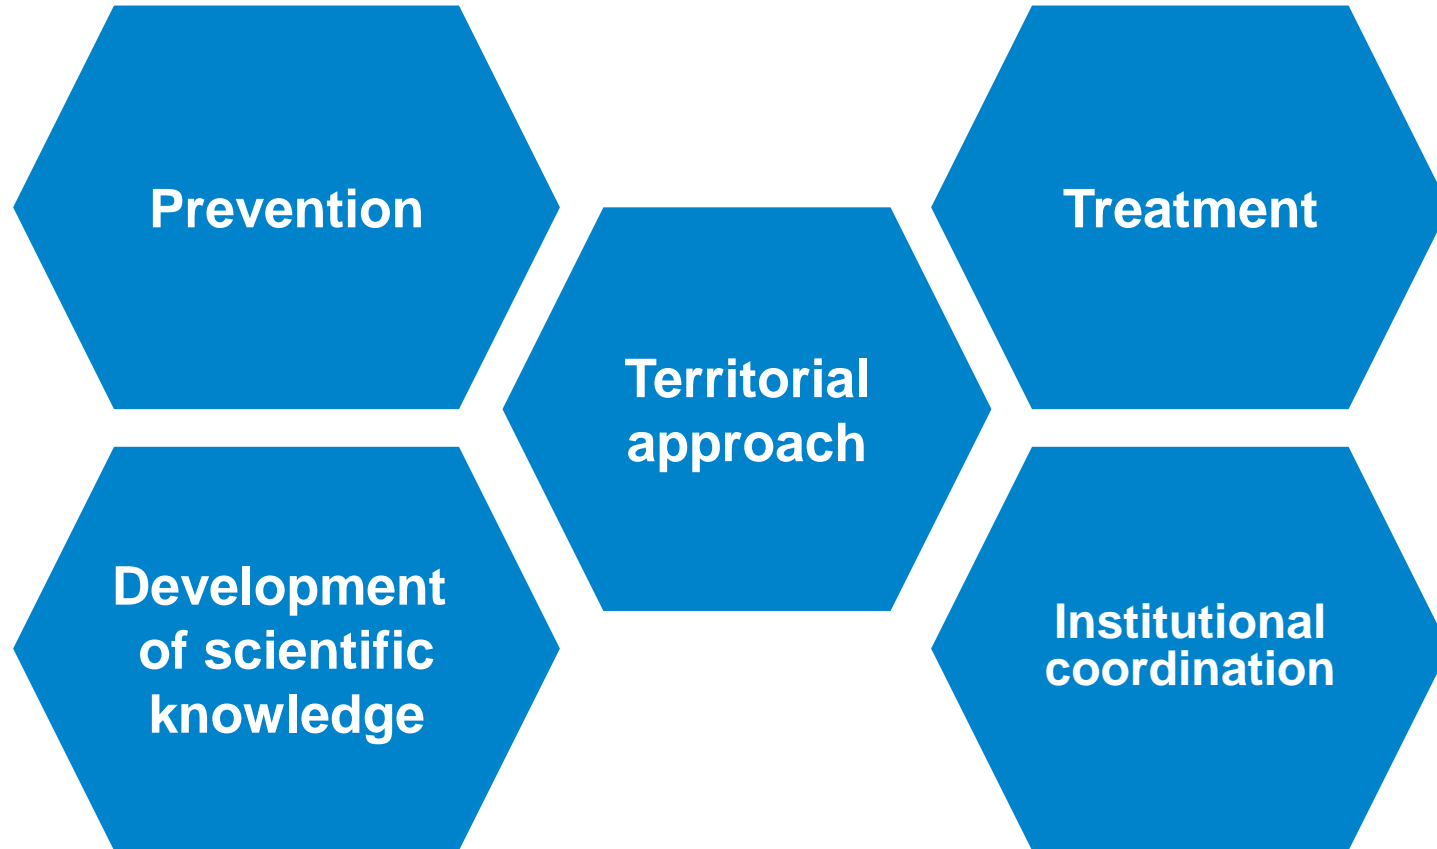 Prevention
Treatment
Territorial
approach
Development
of scientific
knowledge
Institutional
coordination